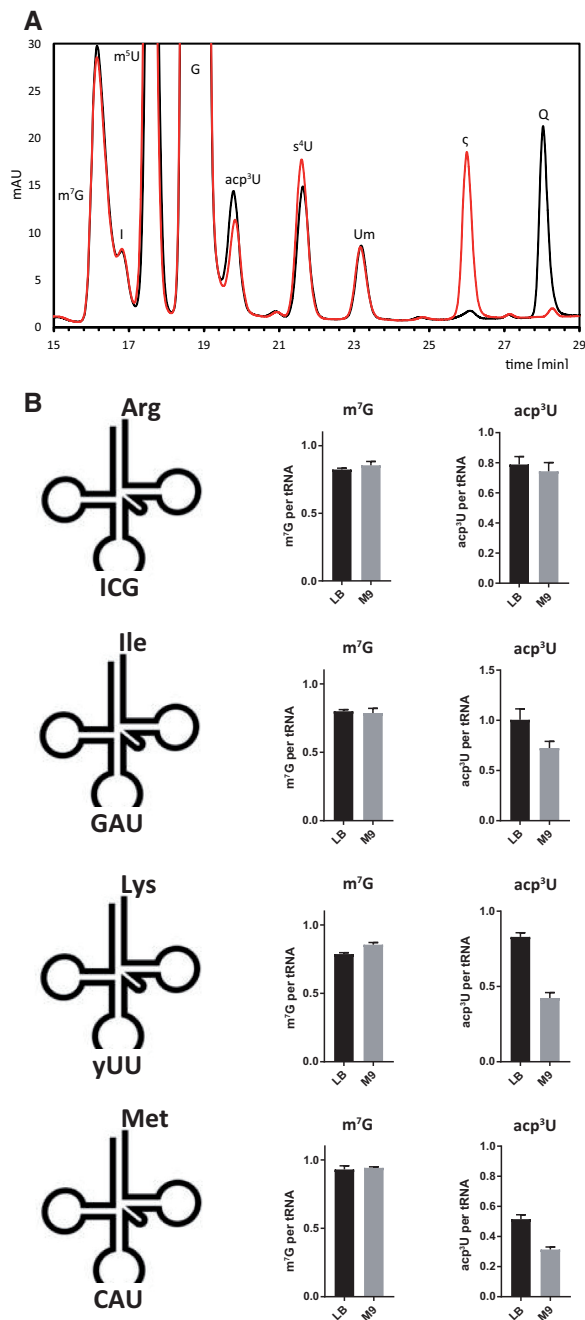 A
30
25
20
15
10
5
0
mAU
m⁷G
I
m⁵U
G
acp³U
s⁴U
Um
ς
Q
15 17 19 21 23 25 27 29
time [min]
B
Arg
ICG
m⁷G
m⁷G per tRNA
1.0
0.5
0.0
LB
M9
acp³U
acp³U per tRNA
0.8
0.6
0.4
0.2
0.0
LB
M9
Ile
GAU
m⁷G
m⁷G per tRNA
1.0
0.5
0.0
LB
M9
acp³U
acp³U per tRNA
1.5
1.0
0.5
0.0
LB
M9
Lys
yUU
m⁷G
m⁷G per tRNA
1.0
0.5
0.0
LB
M9
acp³U
acp³U per tRNA
1.0
0.5
0.0
LB
M9
Met
CAU
m⁷G
m⁷G per tRNA
1.0
0.5
0.0
LB
M9
acp³U
acp³U per tRNA
0.8
0.6
0.4
0.2
0.0
LB
M9